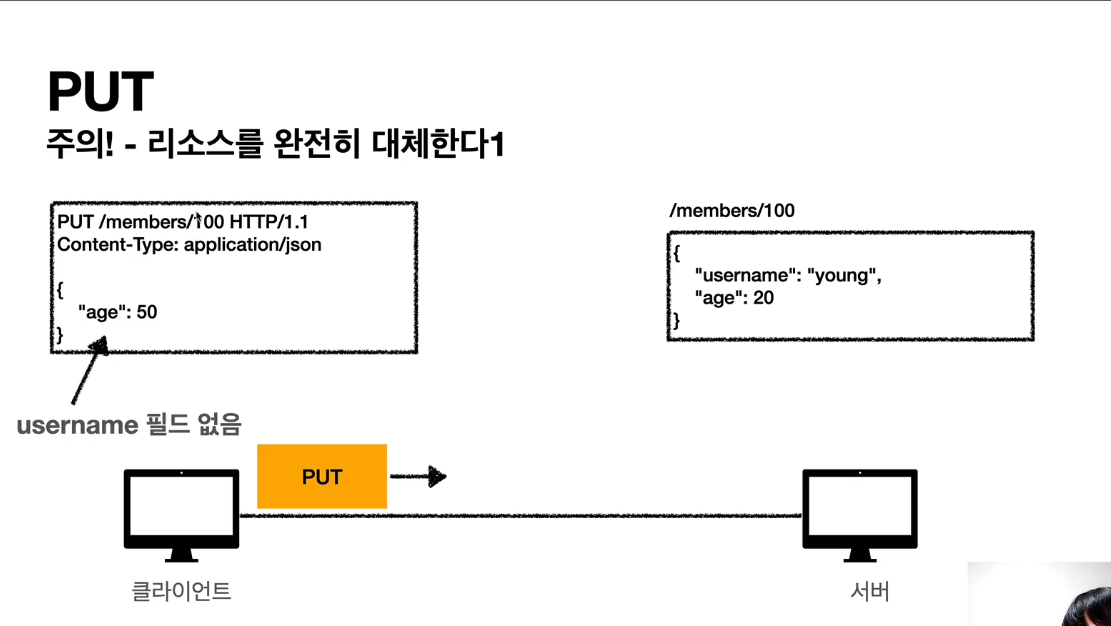 PUT
주의! - 리소스를 완전히 대체한다1
PUT /members/100 HTTP/1.1
Content-Type: application/json
{
"age": 50
}
username 필드 없음
/members/100
{
"username": "young",
"age": 20
}
PUT
클라이언트
서버